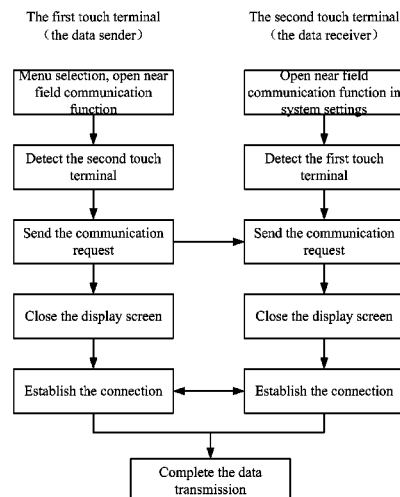 The first touch terminal
(the data sender)
The second touch terminal
(the data receiver)
Menu selection, open near
field communication
function
Open near field
communication function in
system settings
Detect the second touch
terminal
Detect the first touch
terminal
Send the communication
request
Send the communication
request
Close the display screen
Close the display screen
Establish the connection
Establish the connection
Complete the data
transmission